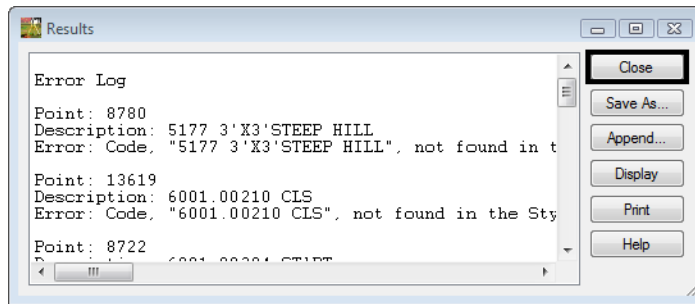 Results
Error Log
Point: 8780
Description: 5177 3'X3'STEEP HILL
Error: Code, "5177 3'X3'STEEP HILL", not found in t
Point: 13619
Description: 6001.00210 CLS
Error: Code, "6001.00210 CLS", not found in the Sty
Point: 8722
Close
Save As...
Append...
Display
Print
Help